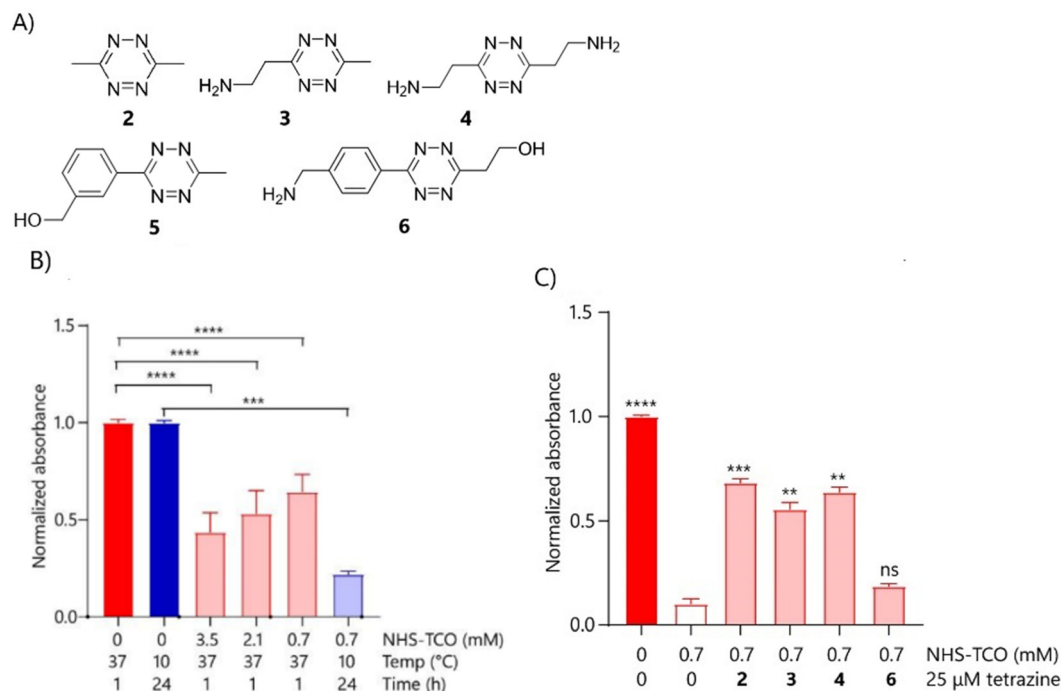 A)
N N
N=N
2
H2N
N N
N=N
3
NH2
N N
H2N
N=N
4
N N
HO
N=N
5
OH
N N
H2N
N=N
6
B)
1.5
1.0
0.5
0.0
Normalized absorbance
****
****
****
***
0 0 3.5 2.1 0.7 0.7 NHS-TCO (mM)
37 10 37 37 37 10 Temp (°C)
1 24 1 1 1 24 Time (h)
C)
1.5
1.0
0.5
0.0
Normalized absorbance
****
***
**
**
ns
0 0.7 0.7 0.7 0.7 0.7 NHS-TCO (mM)
0 0 2 3 4 6 25 µM tetrazine